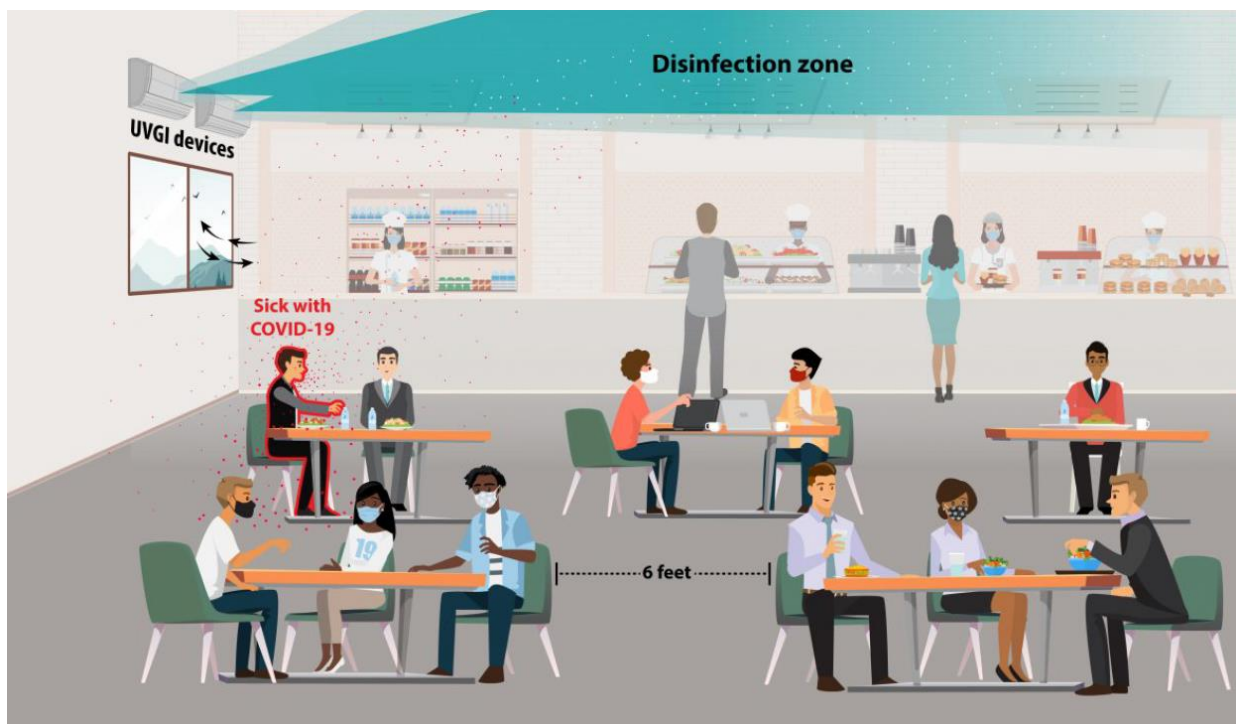 Disinfection zone
UVGI devices
Sick with
COVID-19
19
6 feet